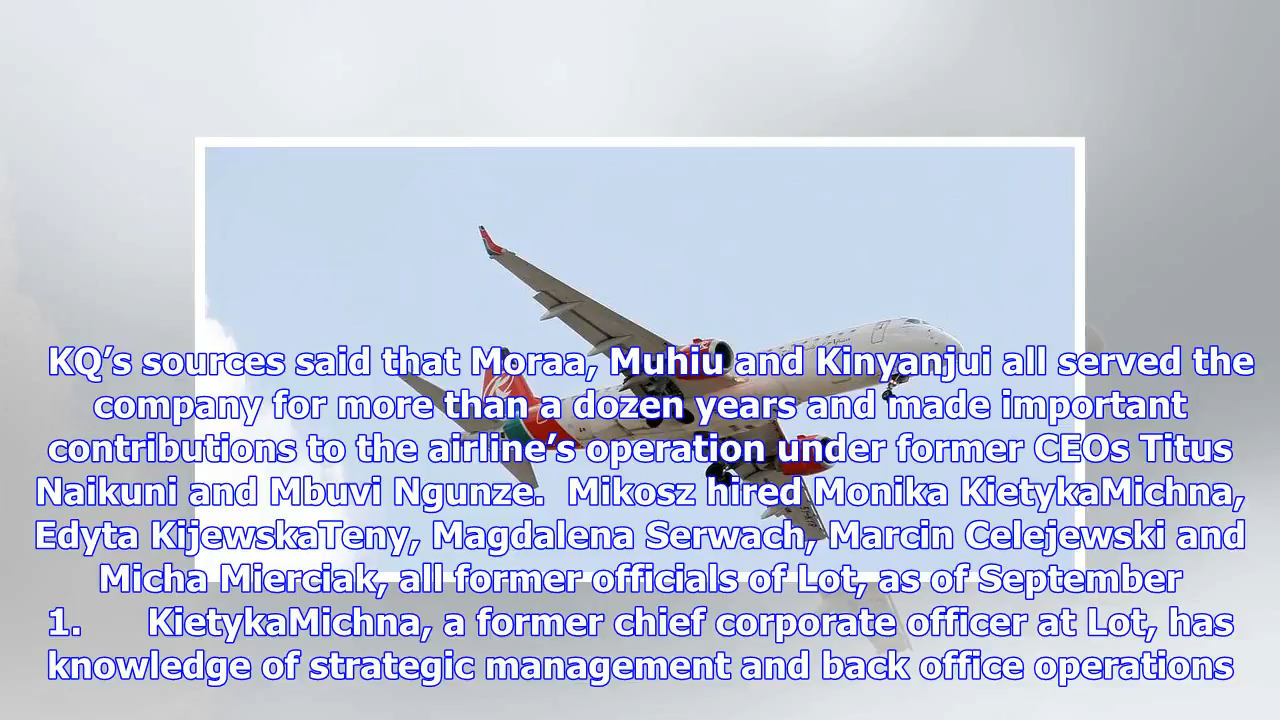 KQ’s sources said that Moraa, Muhiu and Kinyanjui all served the
company for more than a dozen years and made important
contributions to the airline’s operation under former CEOs Titus
Naikuni and Mbuvi Ngunze. Mikosz hired Monika KietykaMichna,
Edyta KijewskaTeny, Magdalena Serwach, Marcin Celejewski and
Micha Mierciak, all former officials of Lot, as of September
1. KietykaMichna, a former chief corporate officer at Lot, has
knowledge of strategic management and back office operations